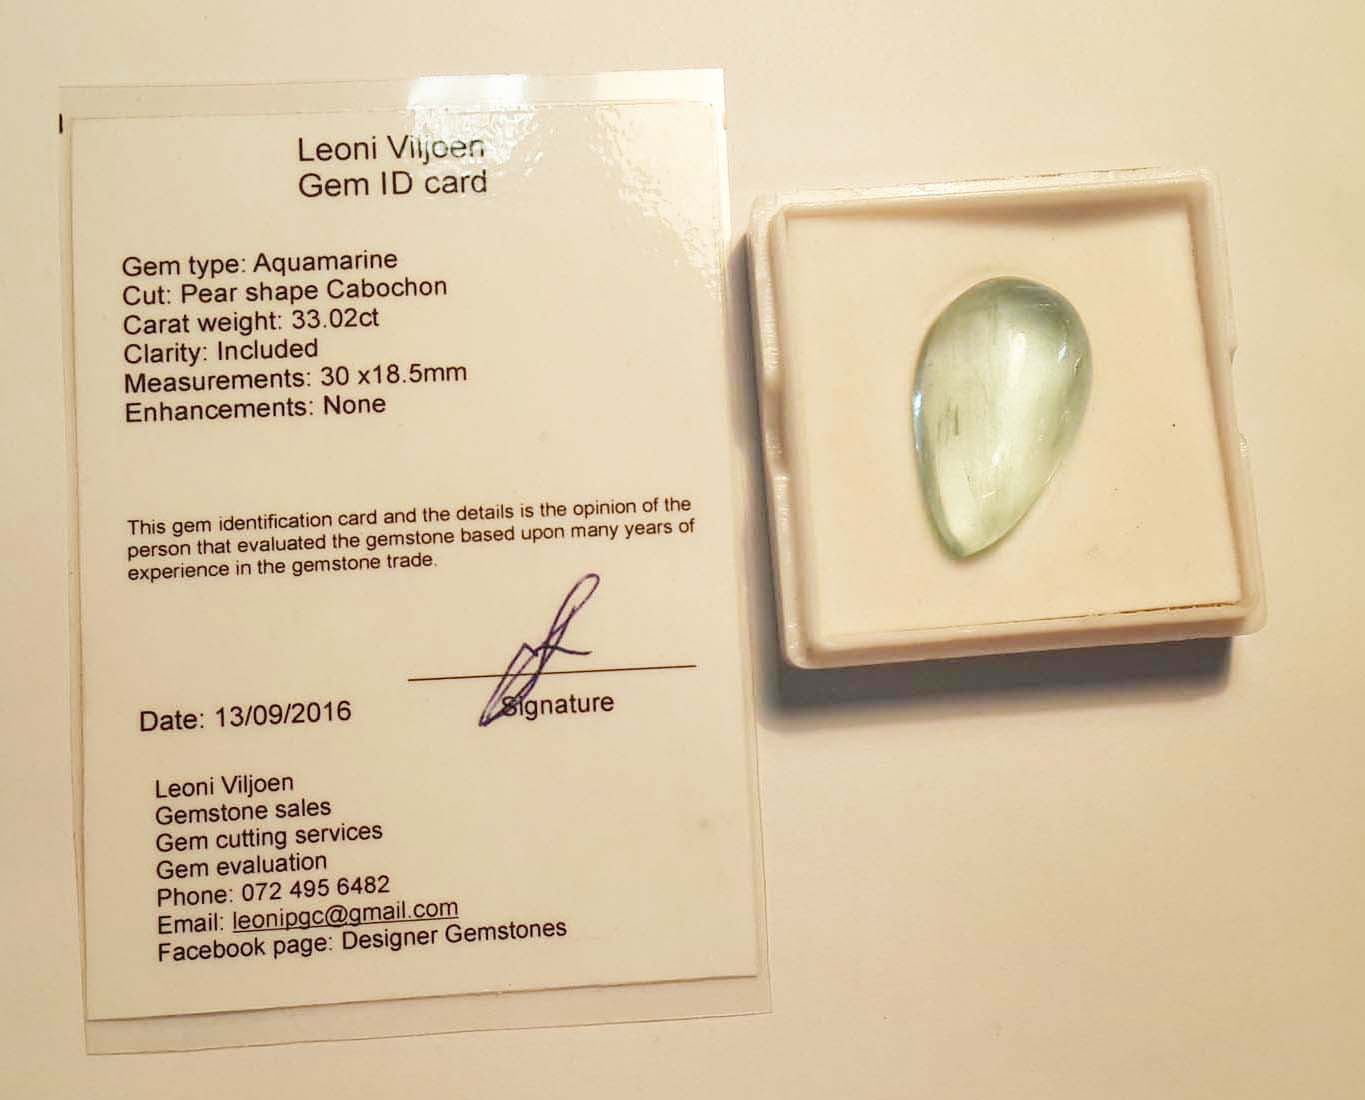 Leoni Viljoen
Gem ID card
Gem type: Aquamarine
Cut: Pear shape Cabochon
Carat weight: 33.02ct
Clarity: Included
Measurements: 30 x18.5mm
Enhancements: None
This gem identification card and the details is the opinion of the
person that evaluated the gemstone based upon many years of
experience in the gemstone trade.
Signature
Date: 13/09/2016
Leoni Viljoen
Gemstone sales
Gem cutting services
Gem evaluation
Phone: 072 495 6482
Email: leonipgc@gmail.com
Facebook page: Designer Gemstones